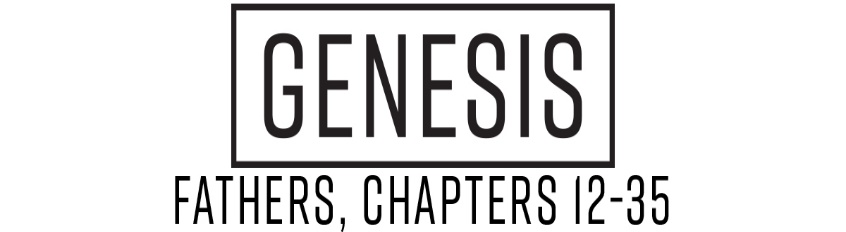 GENESIS
FATHERS, CHAPTERS 12-35